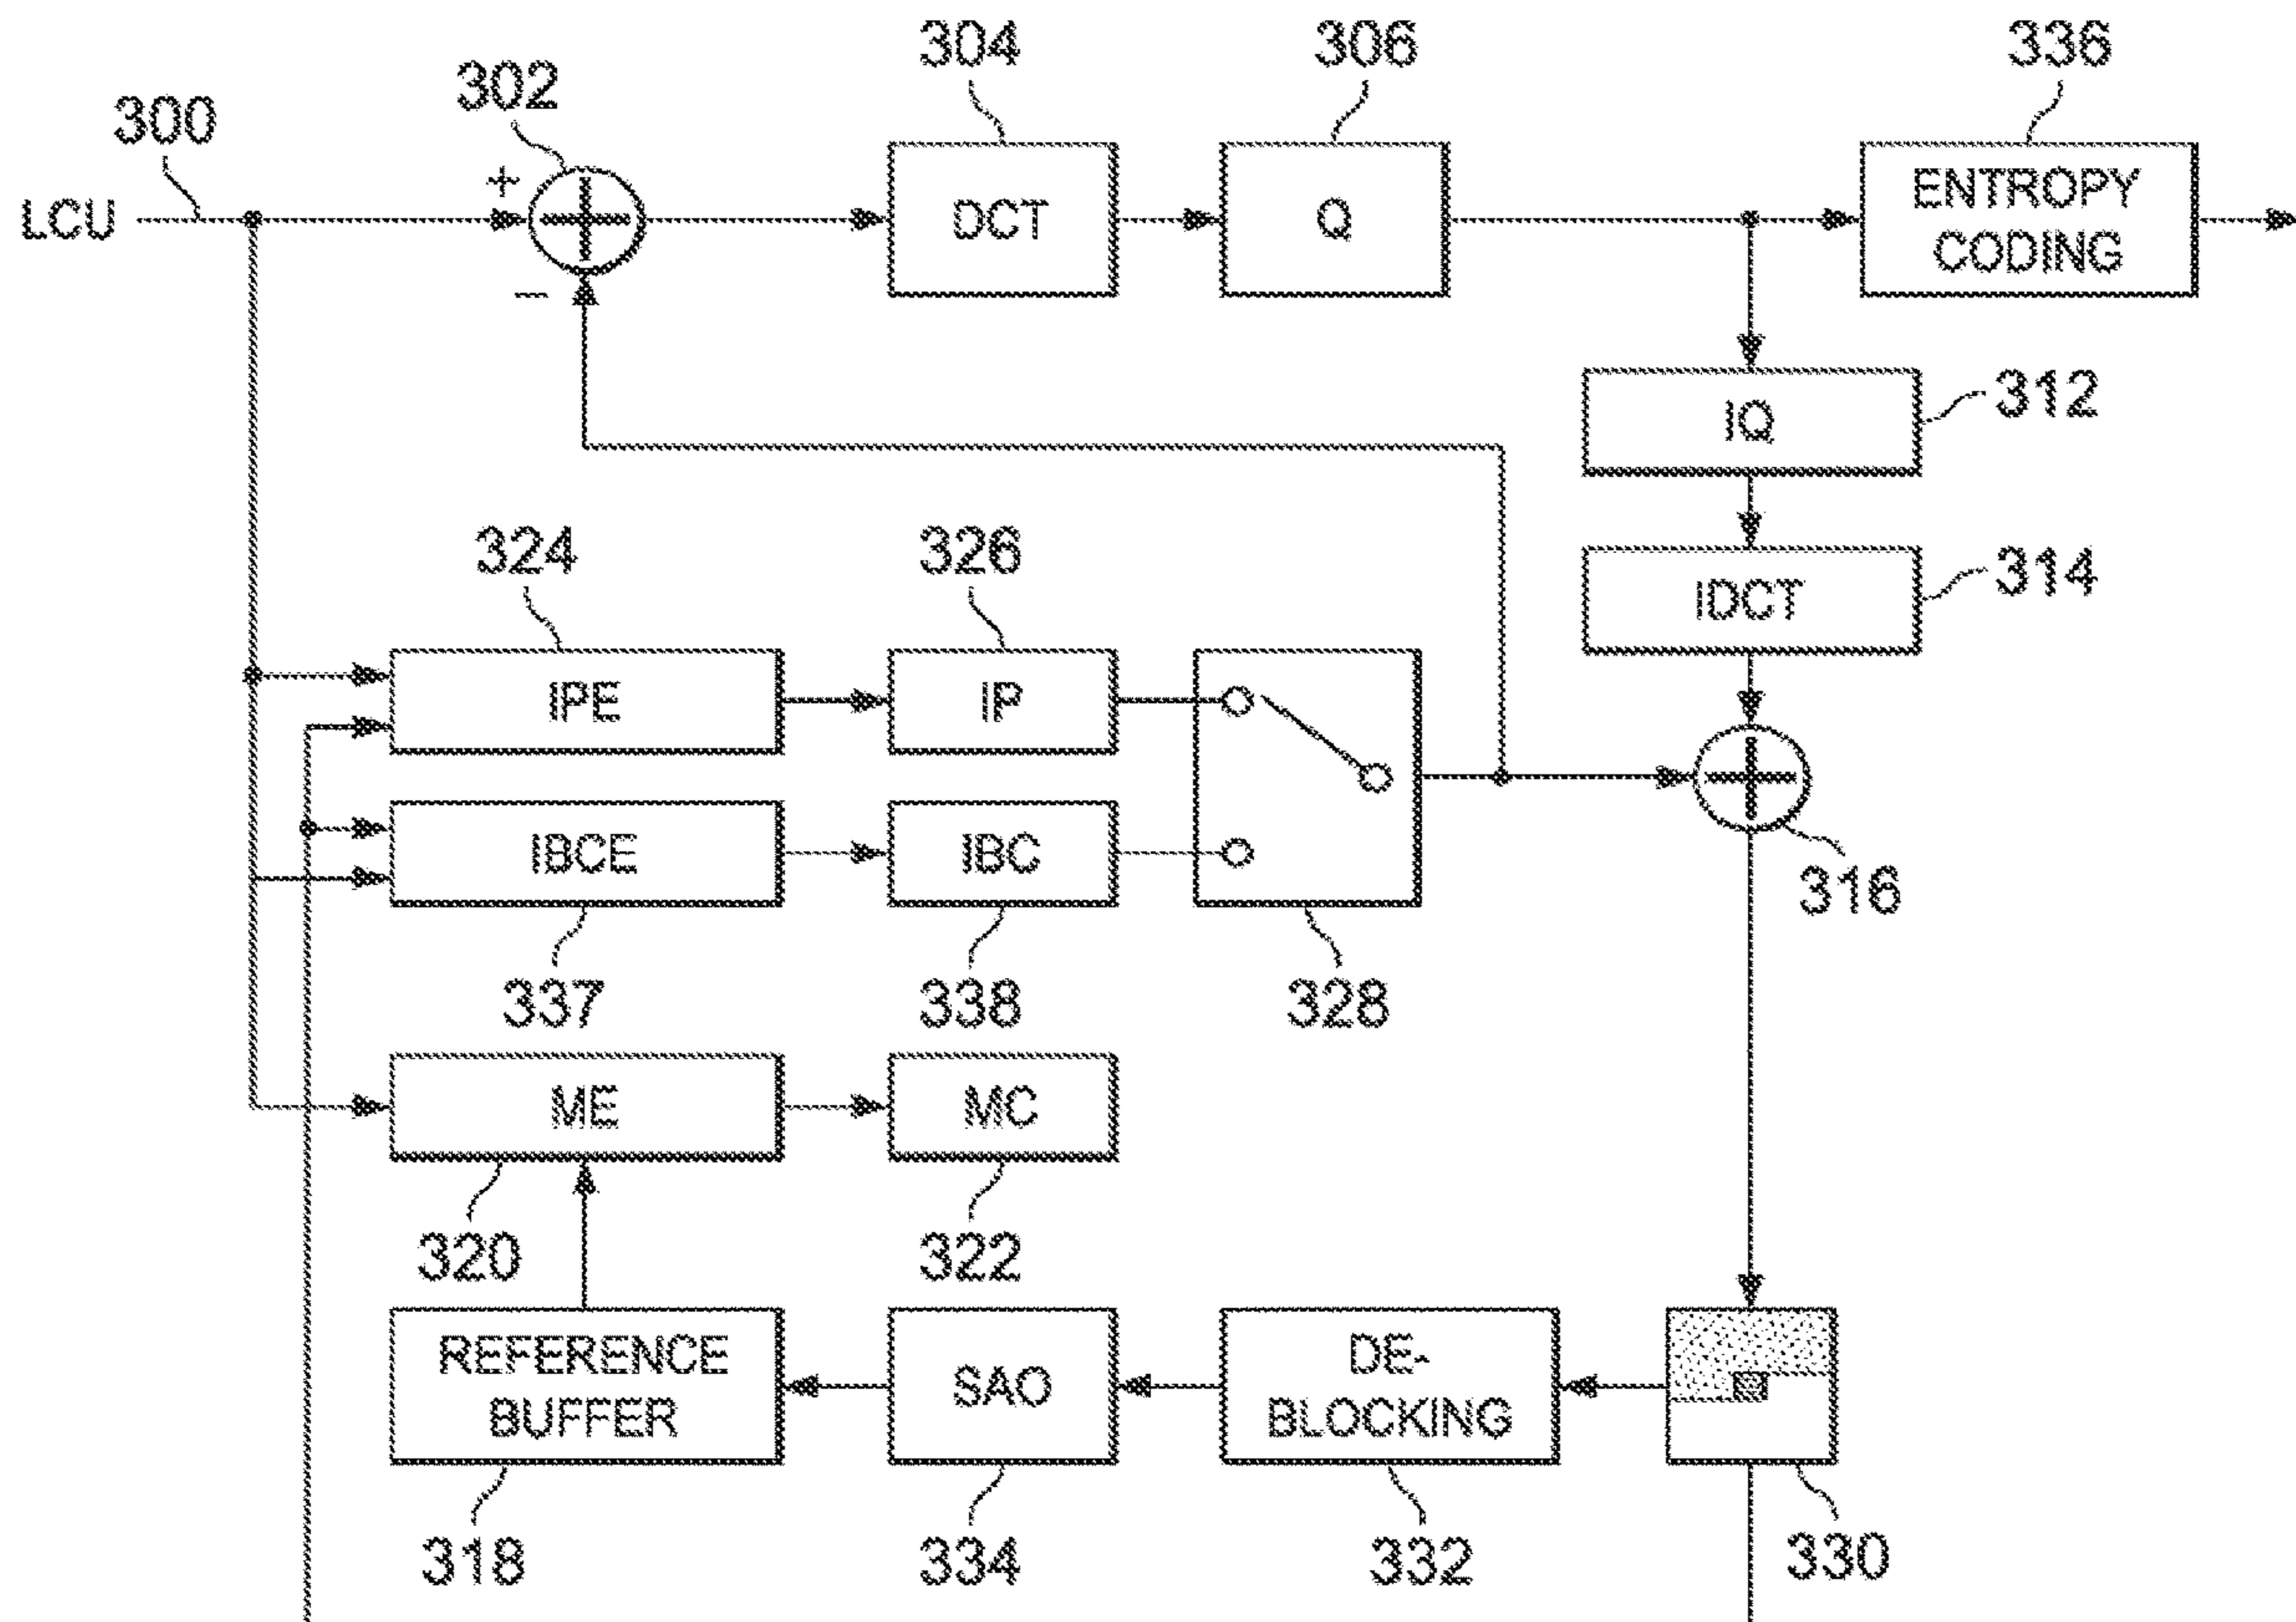 304
306
336
302
300
+
LCU
DCT
Q
ENTROPY
CODING
−
IQ
312
324
326
IDCT
314
IPE
IP
IBCE
IBC
316
337
338
328
ME
MC
320
322
REFERENCE
BUFFER
SAO
DE-
BLOCKING
318
334
332
330